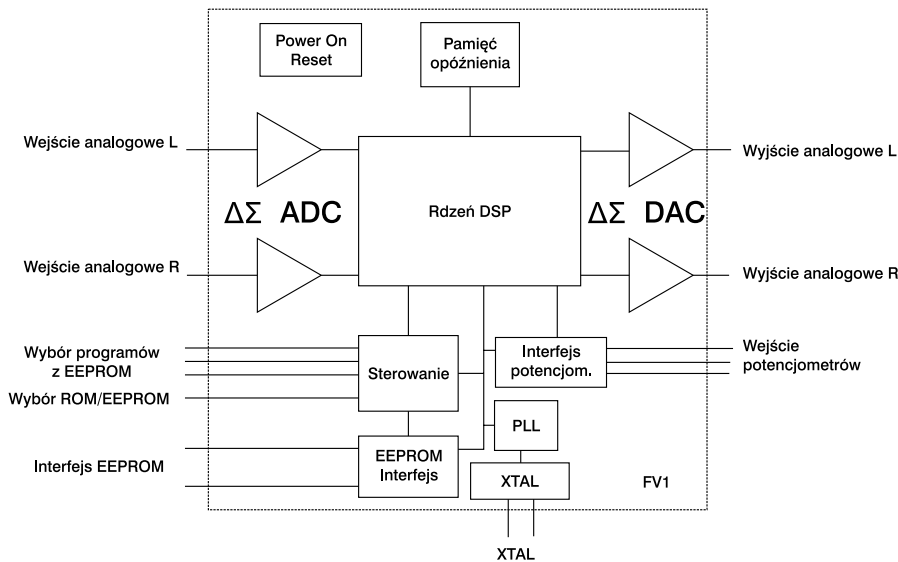 Power On
Reset
Pamięć
opóźnienia
Wejście analogowe L
Wyjście analogowe L
ΔΣ ADC
Rdzeń DSP
ΔΣ DAC
Wejście analogowe R
Wyjście analogowe R
Wybór programów
z EEPROM
Sterowanie
Interfejs
potencjom.
Wejście
potencjometrów
Wybór ROM/EEPROM
PLL
Interfejs EEPROM
EEPROM
Interfejs
XTAL
FV1
XTAL